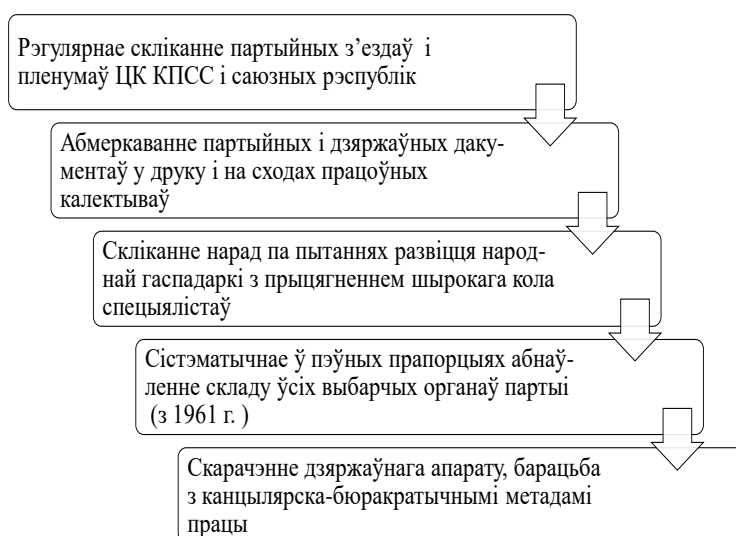 Рэгулярнае скліканне партыйных з’ездаў і
пленумаў ЦК КПСС і саюзных рэспублік
Абмеркаванне партыйных і дзяржаўных даку-
ментаў у друку і на сходах працоўных
калектываў
Скліканне нарад па пытаннях развіцця народ-
най гаспадаркі з прыцягненнем шырокага кола
спецыялістаў
Сістэматычнае ў пэўных прапорцыях абнаў-
ленне складу ўсіх выбарчых органаў партыі
(з 1961 г. )
Скарачэнне дзяржаўнага апарату, барацьба
з канцылярска-бюракратычнымі метадамі
працы